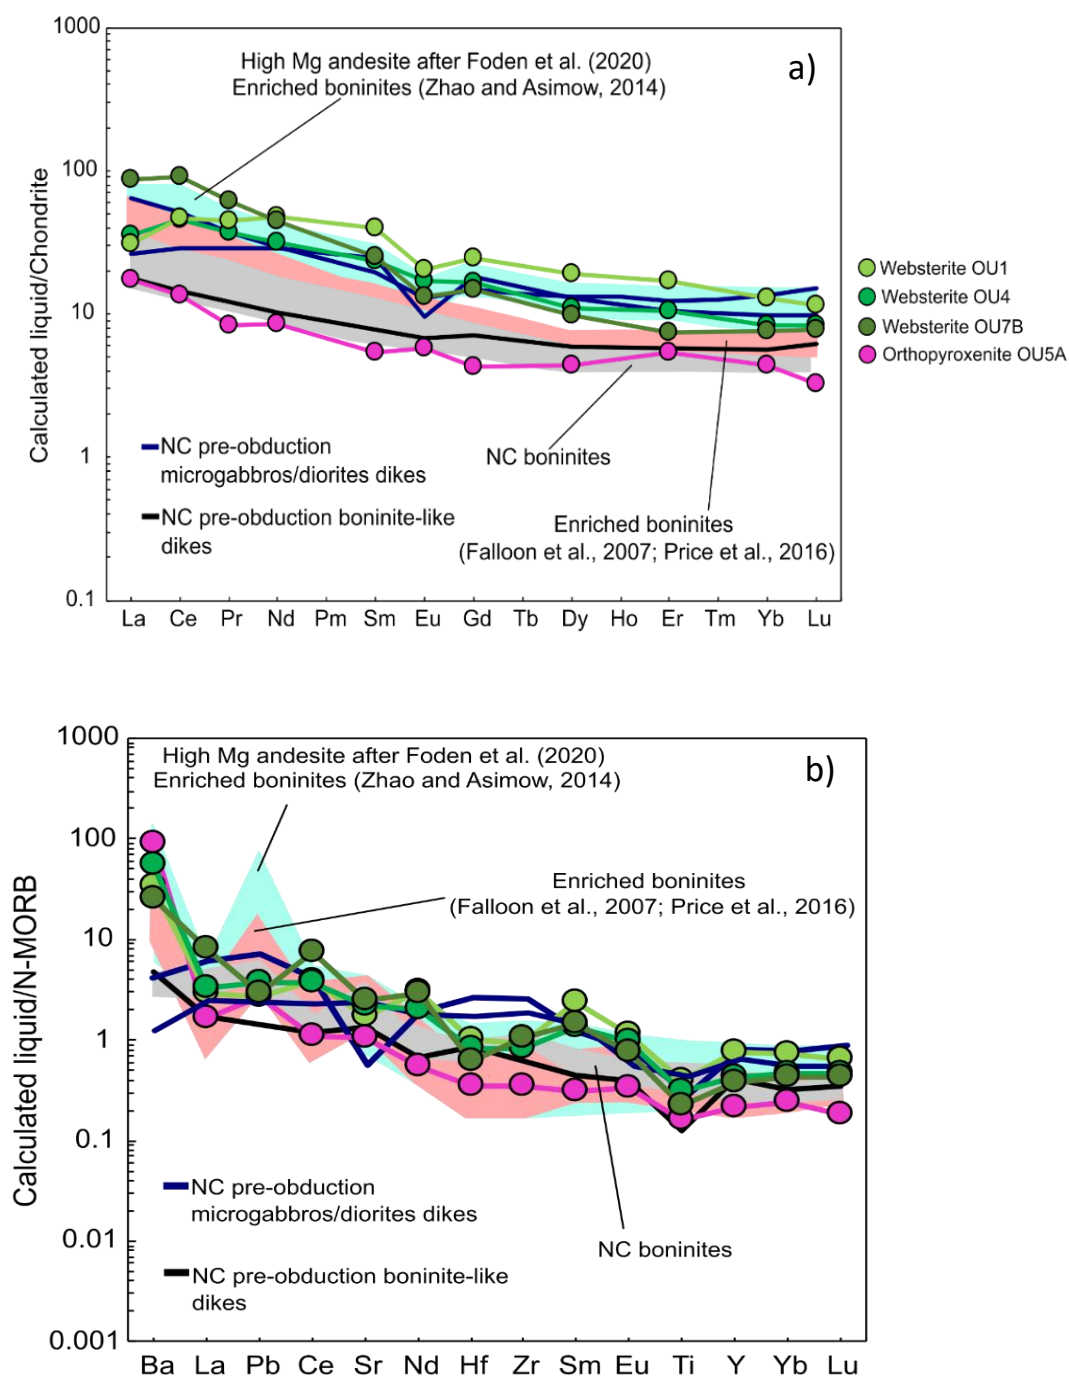 1000
High Mg andesite after Foden et al. (2020)
Enriched boninites (Zhao and Asimow, 2014)
a)
100
10
1
0.1
Calculated liquid/Chondrite
NC pre-obduction
microgabbros/diorites dikes
NC pre-obduction boninite-like
dikes
NC boninites
Enriched boninites
(Falloon et al., 2007; Price et al., 2016)
La Ce Pr Nd Pm Sm Eu Gd Tb Dy Ho Er Tm Yb Lu
Websterite OU1
Websterite OU4
Websterite OU7B
Orthopyroxenite OU5A
1000
High Mg andesite after Foden et al. (2020)
Enriched boninites (Zhao and Asimow, 2014)
b)
100
10
1
0.1
0.01
0.001
Calculated liquid/N-MORB
Enriched boninites
(Falloon et al., 2007; Price et al., 2016)
NC pre-obduction
microgabbros/diorites dikes
NC boninites
NC pre-obduction boninite-like
dikes
Ba La Pb Ce Sr Nd Hf Zr Sm Eu Ti Y Yb Lu